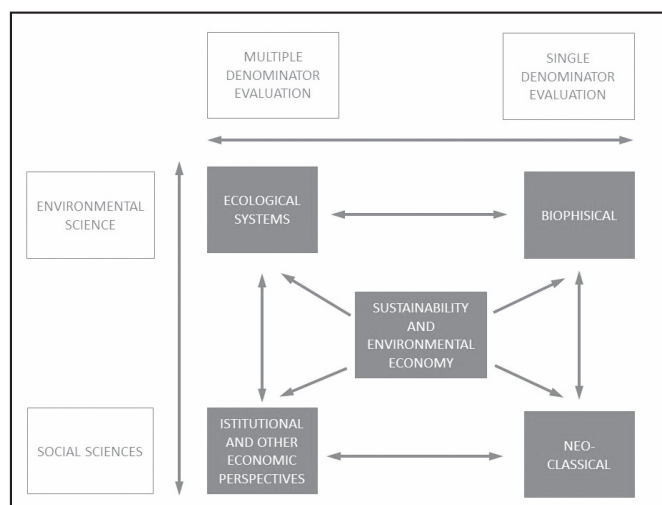 MULTIPLE
DENOMINATOR
EVALUATION
SINGLE
DENOMINATOR
EVALUATION
ENVIRONMENTAL
SCIENCE
ECOLOGICAL
SYSTEMS
BIOPHISICAL
SUSTAINABILITY
AND
ENVIRONMENTAL
ECONOMY
SOCIAL SCIENCES
ISTITUTIONAL
AND OTHER
ECONOMIC
PERSPECTIVES
NEO-
CLASSICAL